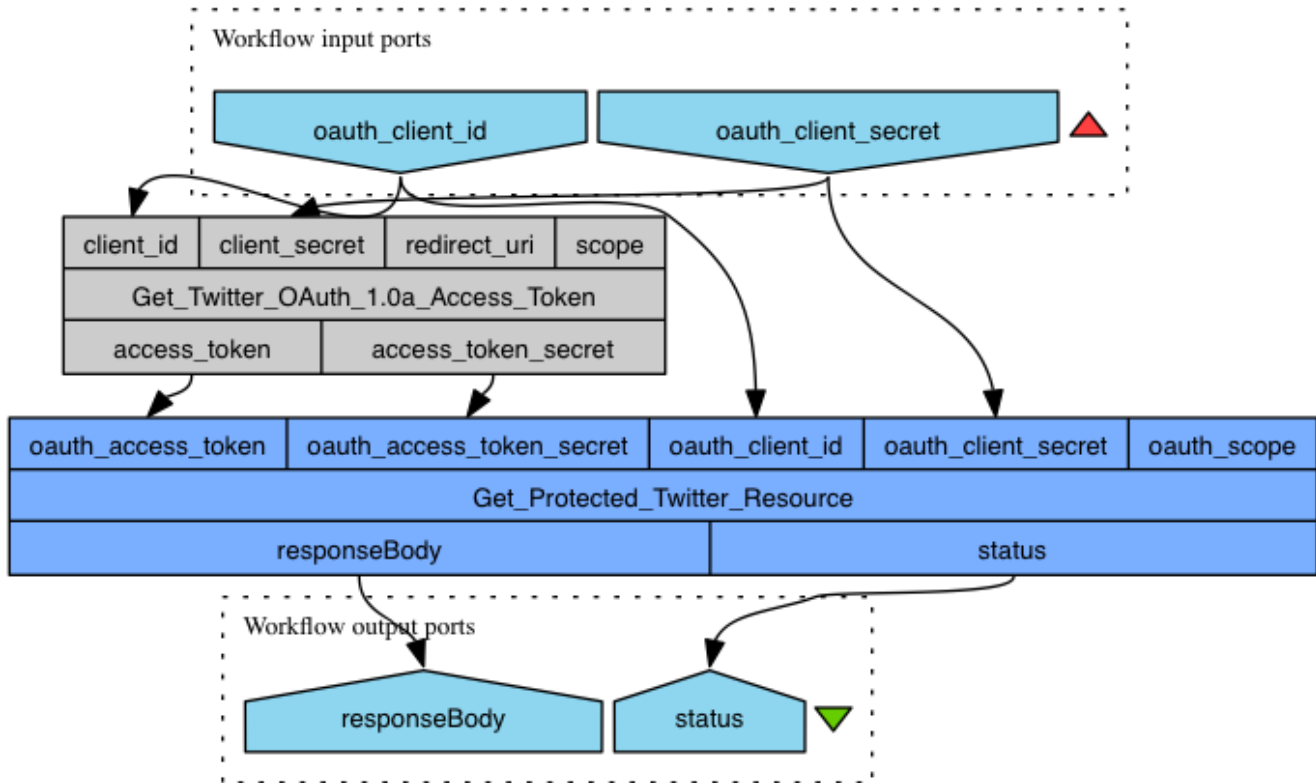 Workflow input ports
oauth_client_id oauth_client_secret
client_id client_secret redirect_uri scope
Get_Twitter_OAuth_1.0a_Access_Token
access_token access_token_secret
oauth_access_token oauth_access_token_secret oauth_client_id oauth_client_secret oauth_scope
Get_Protected_Twitter_Resource
responseBody status
Workflow output ports
responseBody status